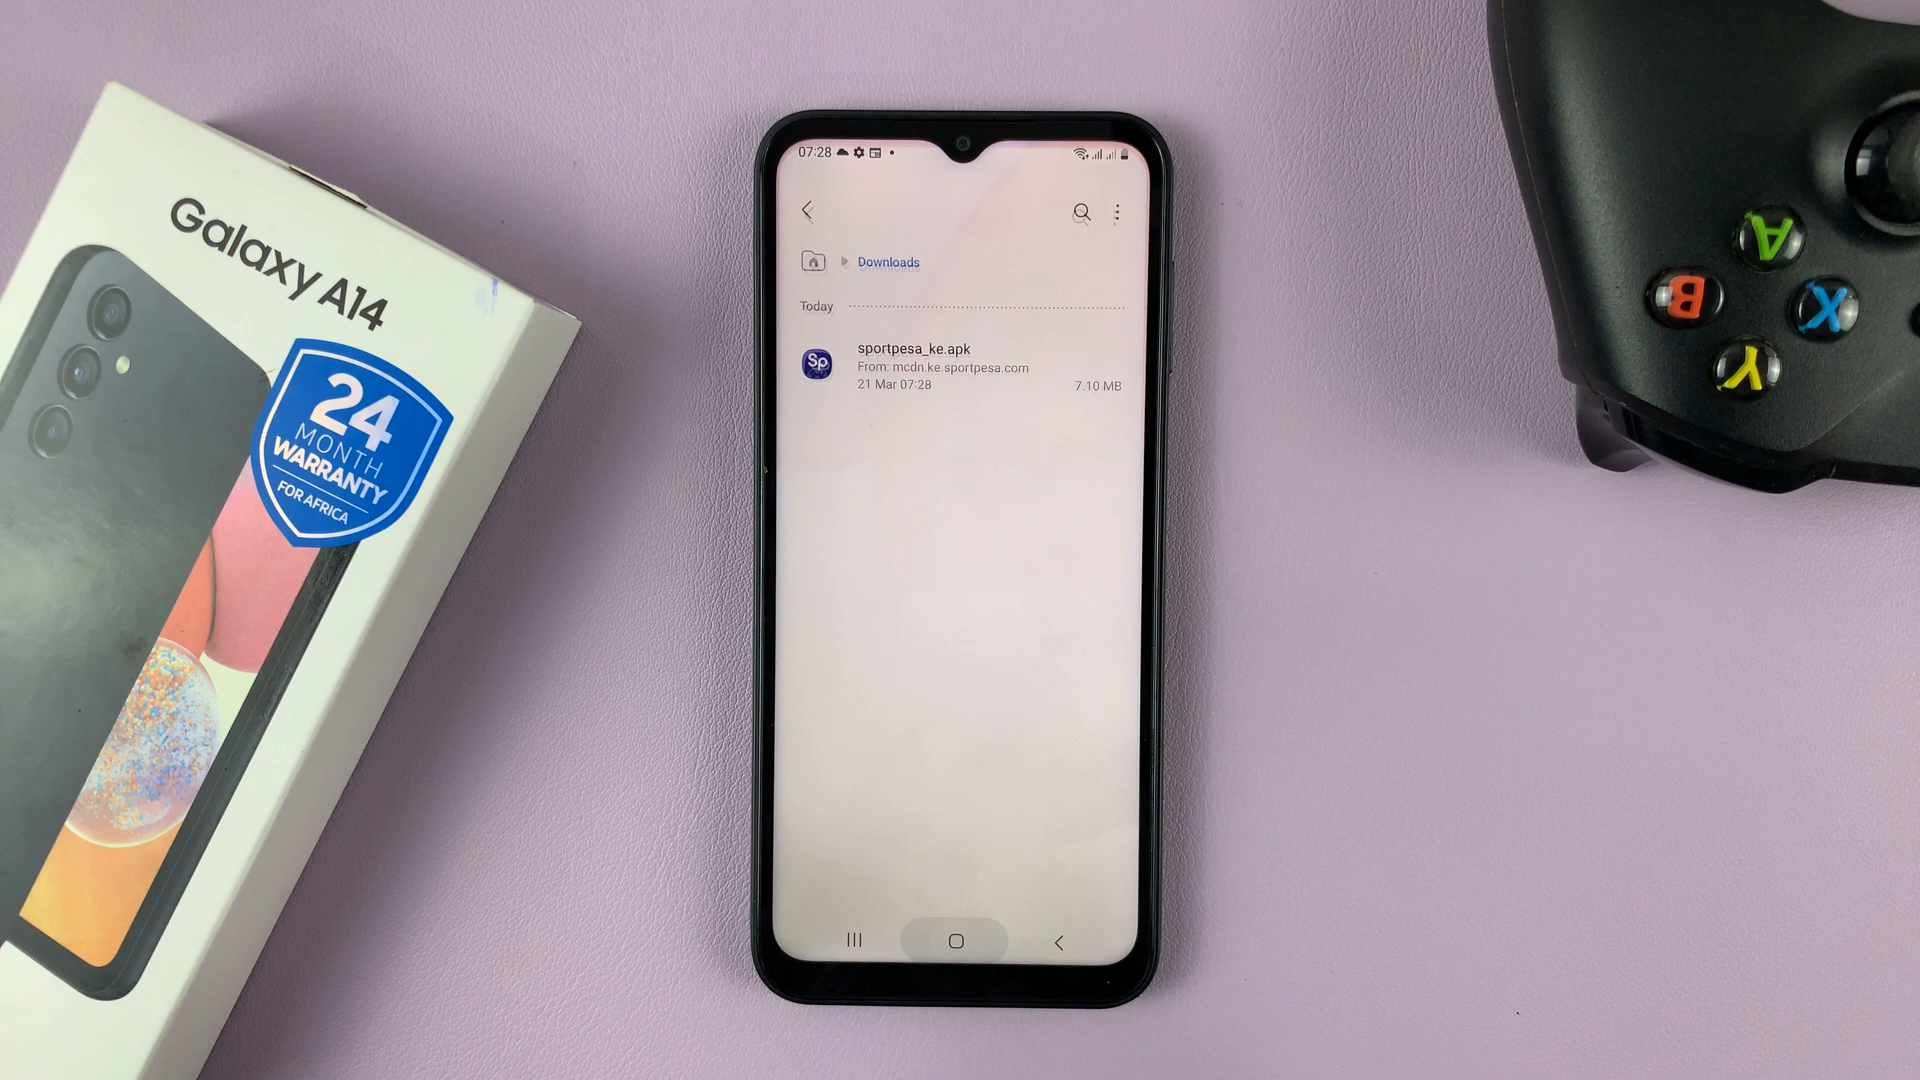 Galaxy A14
24
MONTH
WARRANTY
FOR AFRICA
07:28
Downloads
Today
Sp
sportpesa_ke.apk
From: mcdn.ke.sportpesa.com
21 Mar 07:28
7.10 MB
A
B
X
Y